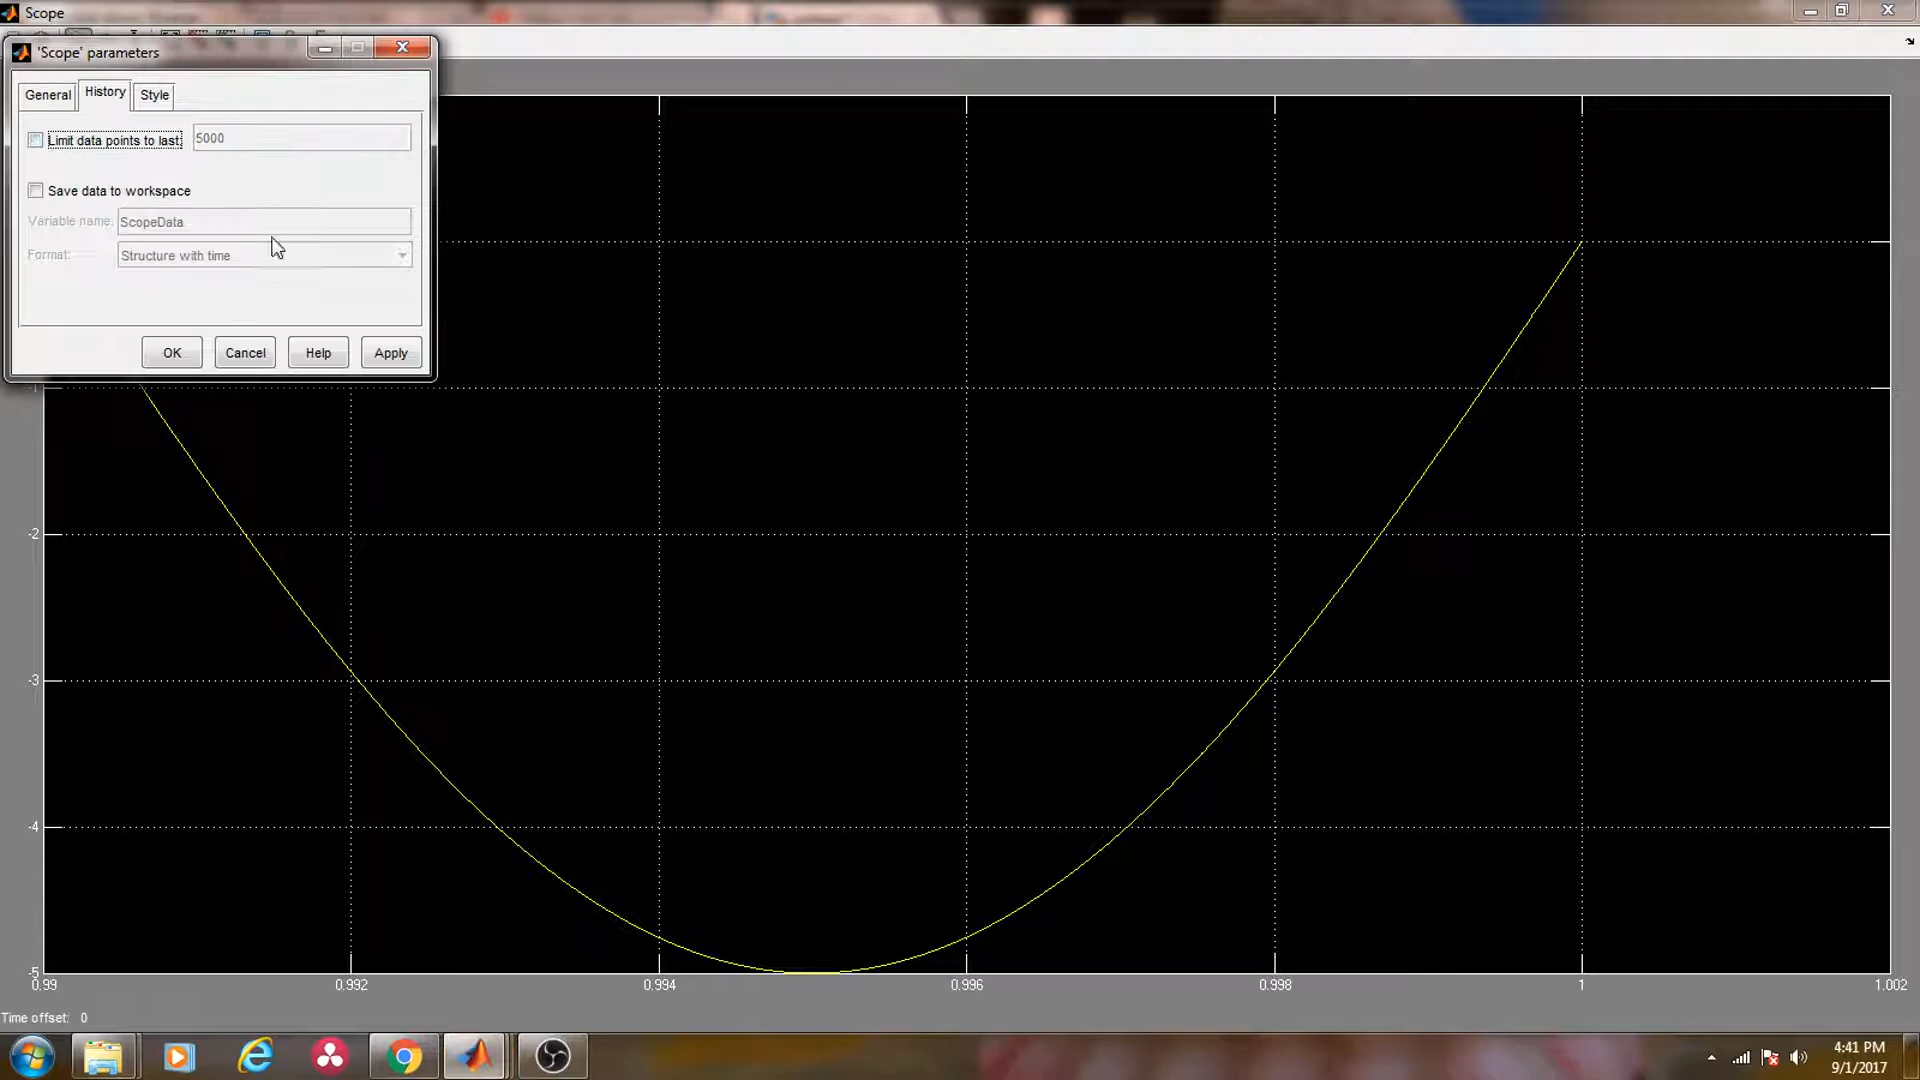 Scope
'Scope' parameters
General History Style
Limit data points to last: 5000
Save data to workspace
Variable name: ScopeData
Format: Structure with time
OK Cancel Help Apply
-1
-2
-3
-4
-5
0.99 0.992 0.994 0.996 0.998 1 1.002
Time offset: 0
4:41 PM
9/1/2017